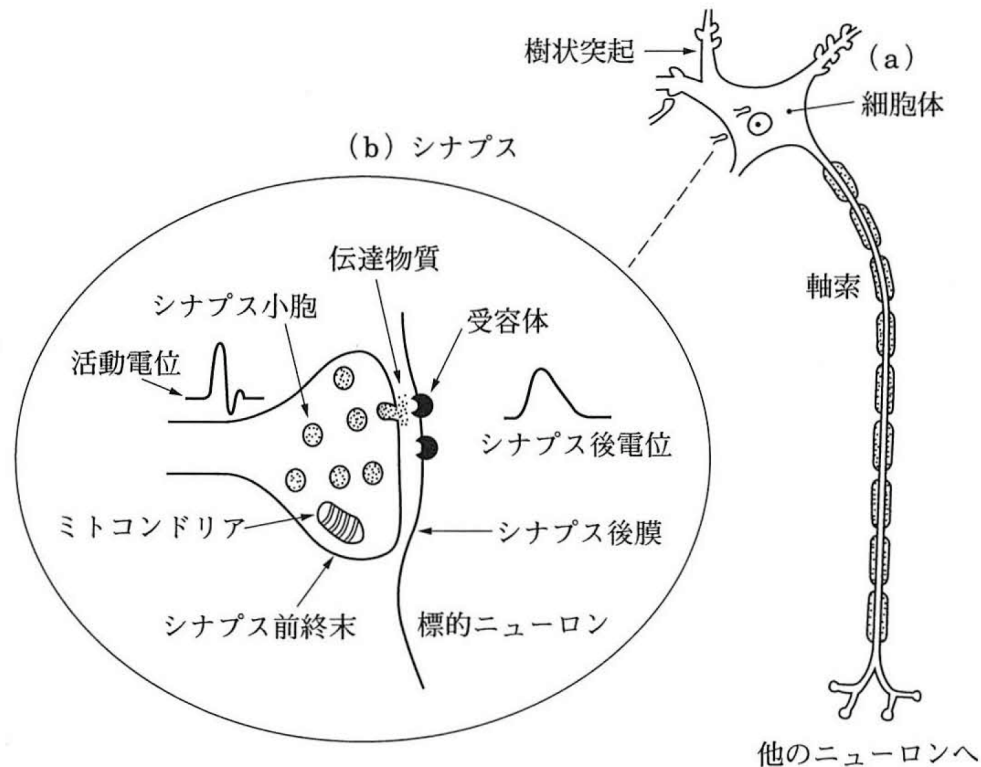 樹状突起
(a)
細胞体
(b) シナプス
伝達物質
シナプス小胞
受容体
活動電位
軸索
シナプス後電位
ミトコンドリア
シナプス後膜
シナプス前終末
標的ニューロン
他のニューロンへ